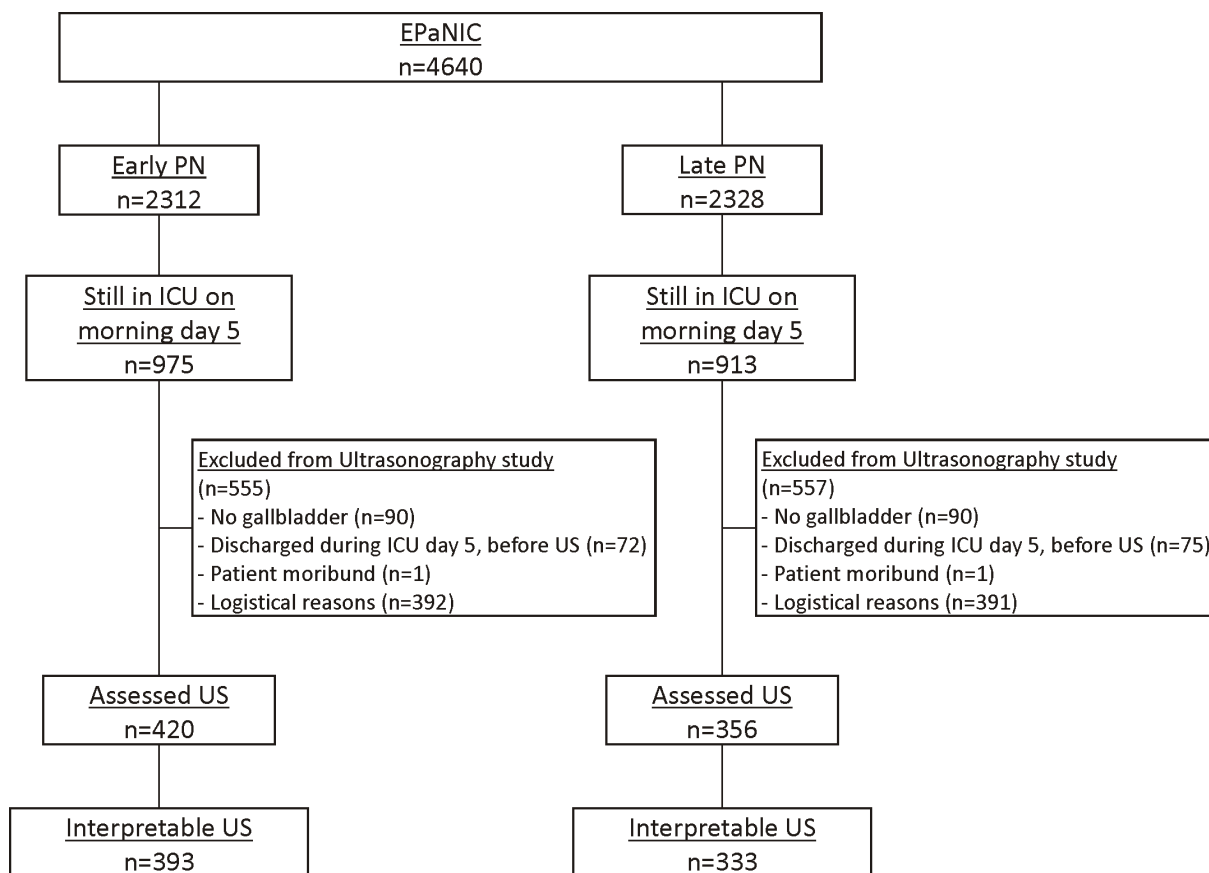 EPaNIC
n=4640
Early PN
n=2312
Late PN
n=2328
Still in ICU on
morning day 5
n=975
Still in ICU on
morning day 5
n=913
Excluded from Ultrasonography study
(n=555)
- No gallbladder (n=90)
- Discharged during ICU day 5, before US (n=72)
- Patient moribund (n=1)
- Logistical reasons (n=392)
Excluded from Ultrasonography study
(n=557)
- No gallbladder (n=90)
- Discharged during ICU day 5, before US (n=75)
- Patient moribund (n=1)
- Logistical reasons (n=391)
Assessed US
n=420
Assessed US
n=356
Interpretable US
n=393
Interpretable US
n=333